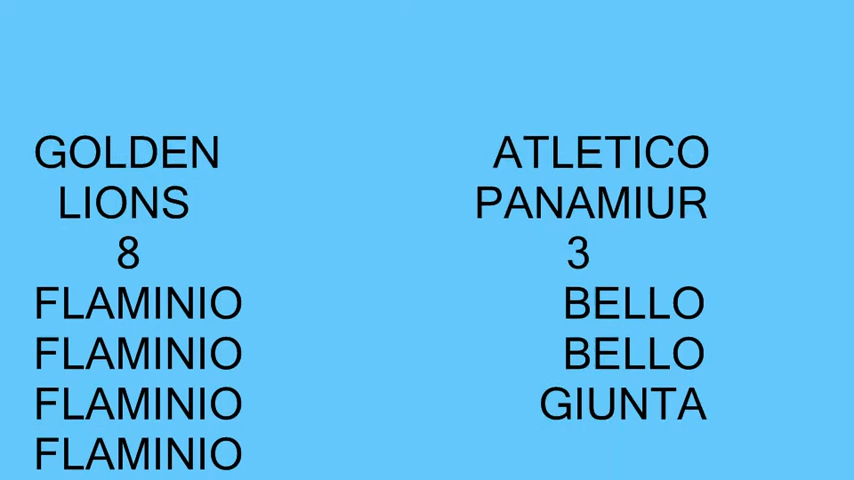 GOLDEN
LIONS
8
FLAMINIO
FLAMINIO
FLAMINIO
FLAMINIO
ATLETICO
PANAMIUR
3
BELLO
BELLO
GIUNTA